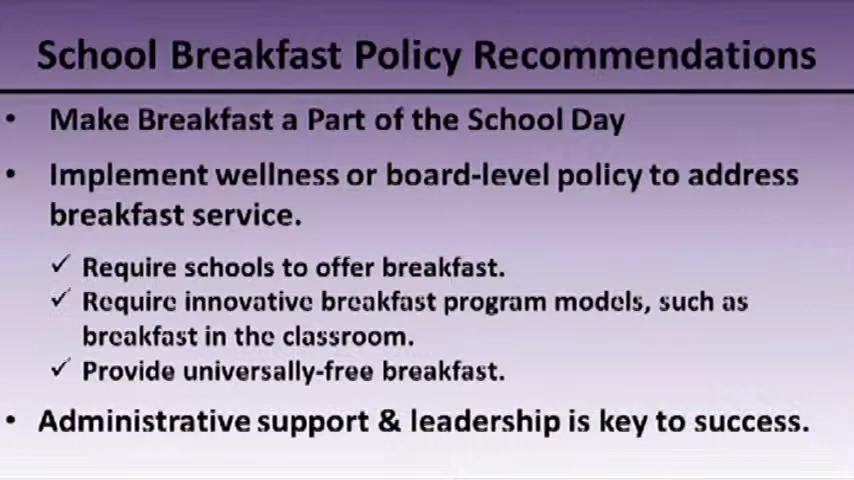 School Breakfast Policy Recommendations
• Make Breakfast a Part of the School Day
• Implement wellness or board-level policy to address
breakfast service.
✓ Require schools to offer breakfast.
✓ Require innovative breakfast program models, such as
breakfast in the classroom.
✓ Provide universally-free breakfast.
• Administrative support & leadership is key to success.